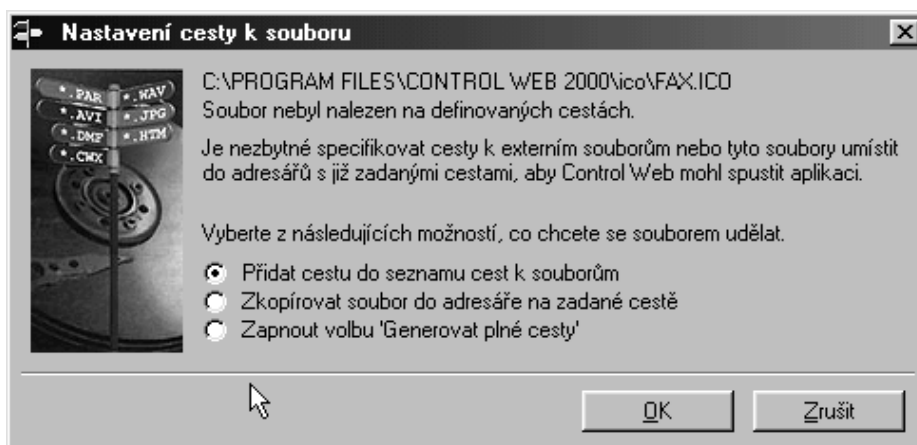 Nastavení cesty k souboru
C:\PROGRAM FILES\CONTROL WEB 2000\ico\FAX.ICO
Soubor nebyl nalezen na definovaných cestách.
Je nezbytné specifikovat cesty k externím souborům nebo tyto soubory umístit
do adresářů s již zadanými cestami, aby Control Web mohl spustit aplikaci.
Vyberte z následujících možností, co chcete se souborem udělat.
Přidat cestu do seznamu cest k souborům
Zkopírovat soubor do adresáře na zadané cestě
Zapnout volbu 'Generovat plné cesty'
*.PAR *.WAV
*.AVI *.JPG
*.DMF *.HTM
*.CWX
OK Zrušit